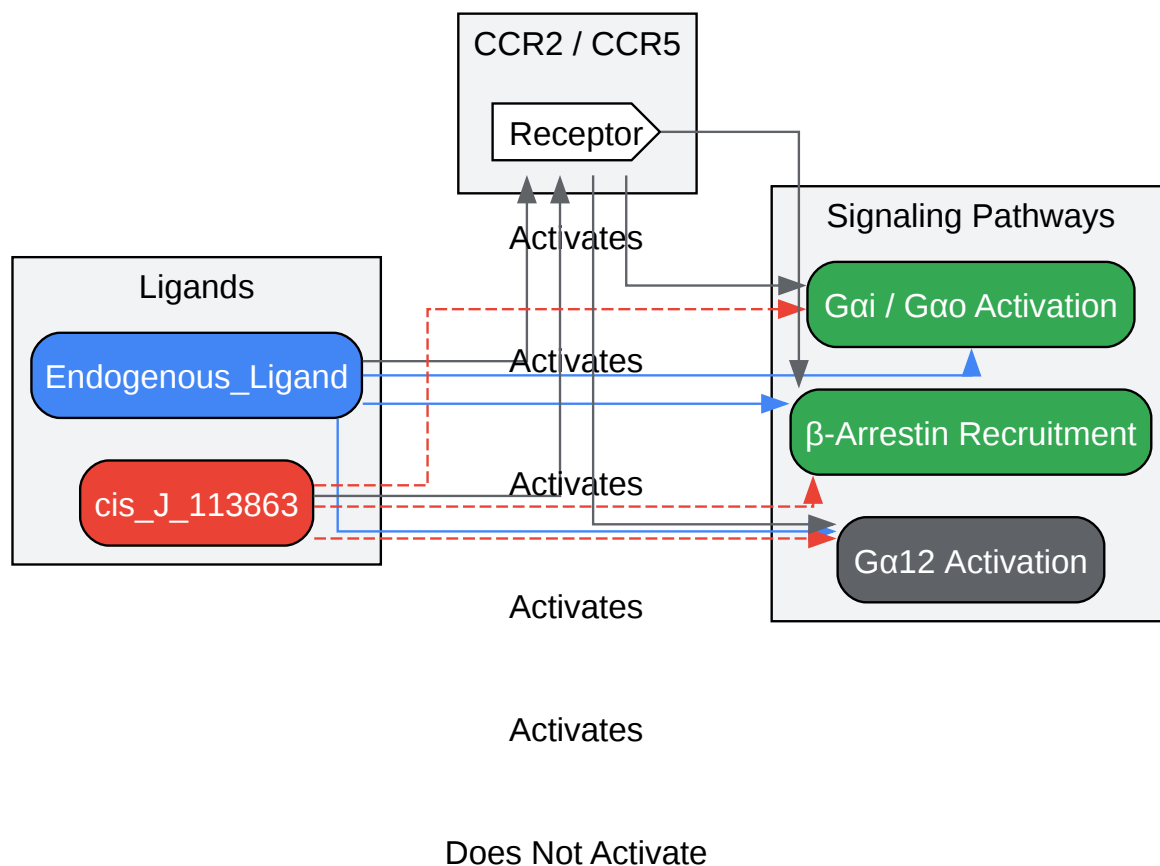 CCR2 / CCR5
Receptor
Signaling Pathways
Activates
Ligands
Gαi / Gαo Activation
Endogenous_Ligand
Activates
β-Arrestin Recruitment
cis_J_113863
Activates
Gα12 Activation
Activates
Activates
Does Not Activate